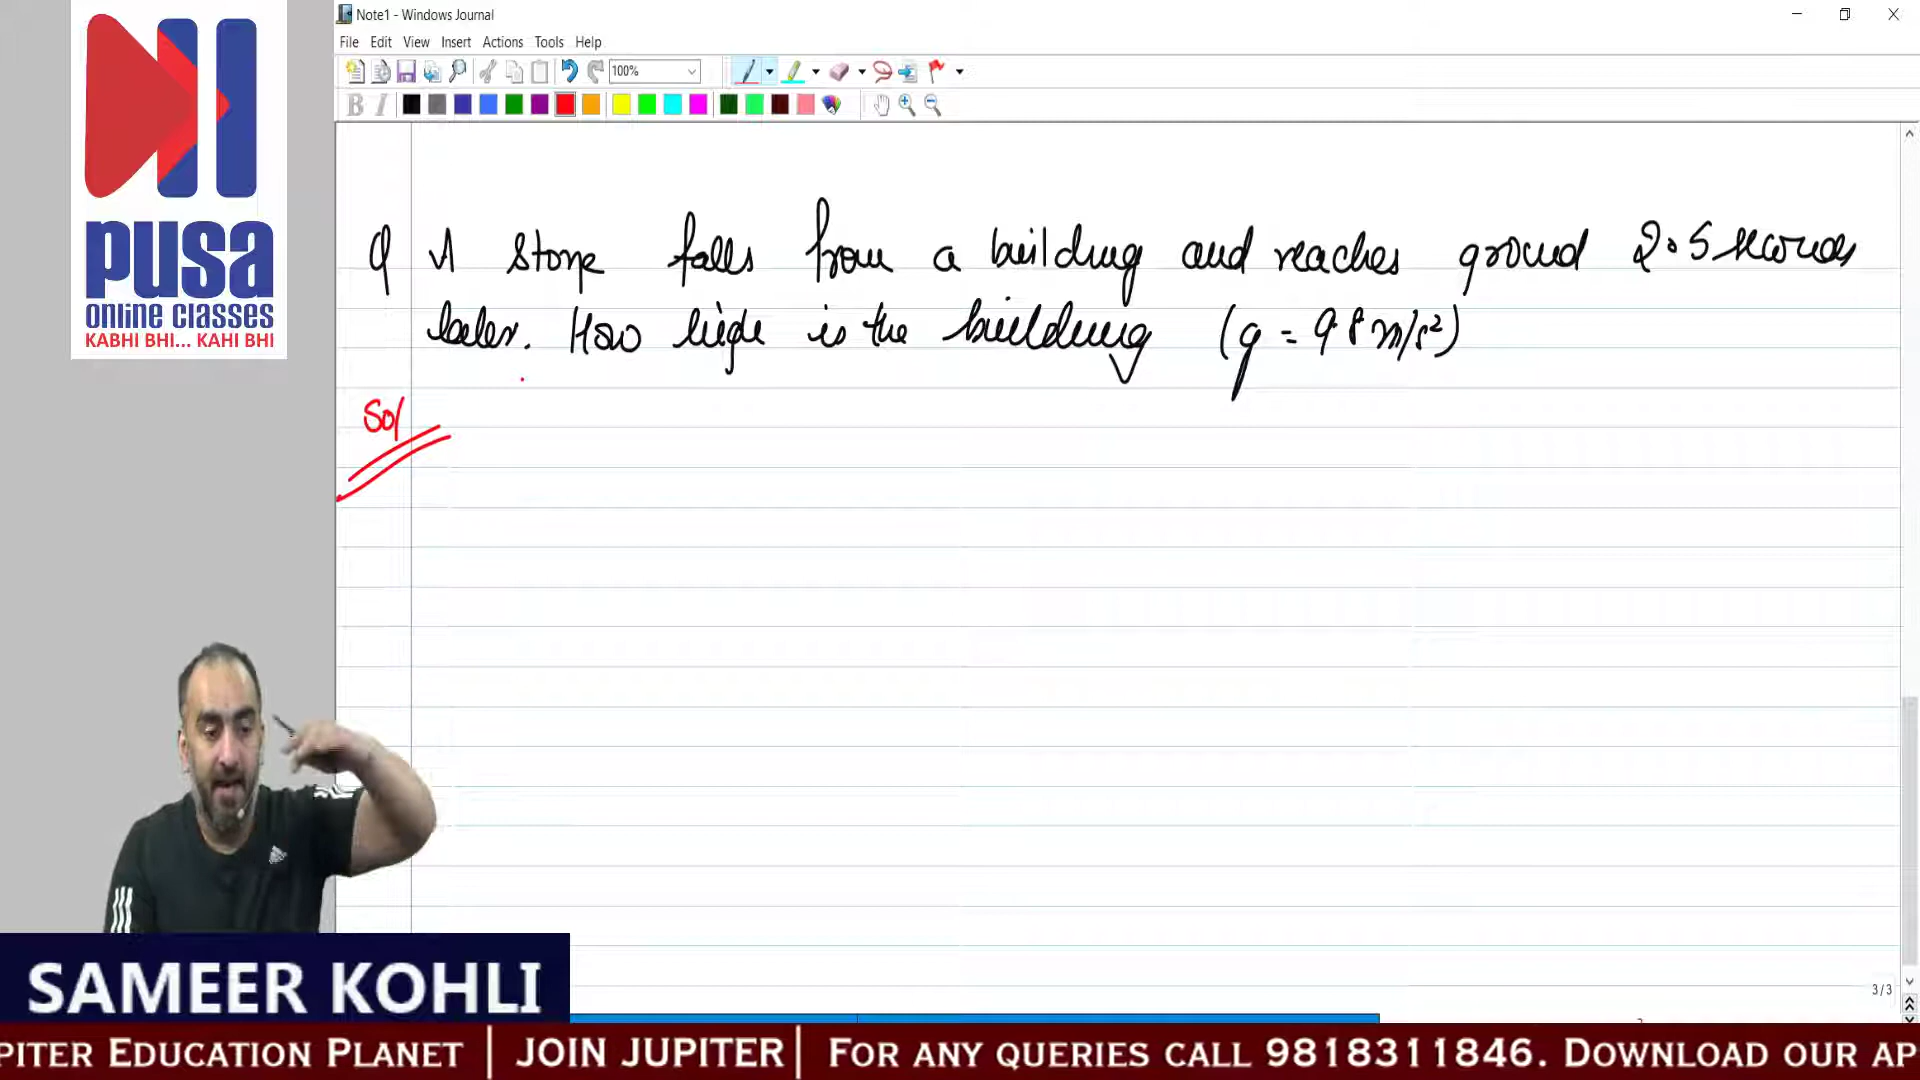 Note1 - Windows Journal
File Edit View Insert Actions Tools Help
100%
B I
PUSA
online classes
KABHI BHI... KAHI BHI
Q A stone falls from a building and reaches ground 2.5 seconds
later. How high is the building (g = 9.8 m/s²)
Sol
3 / 3
SAMEER KOHLI
PITER EDUCATION PLANET | JOIN JUPITER | FOR ANY QUERIES CALL 9818311846. DOWNLOAD OUR AP